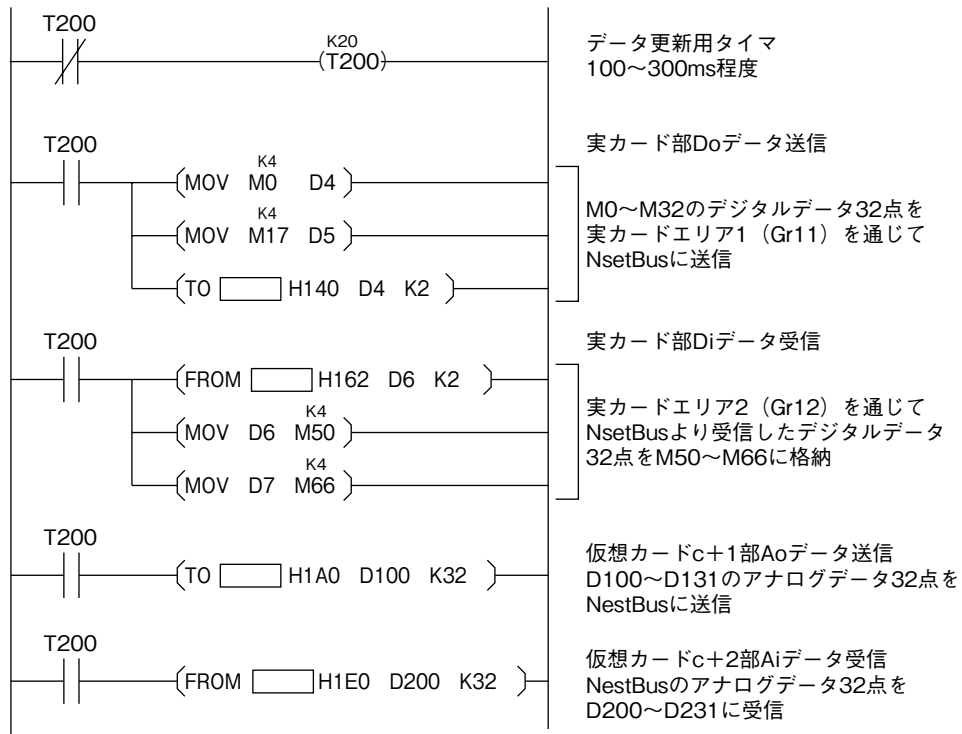 T200
K20
(T200)
データ更新用タイマ
100～300ms程度
T200
実カード部Doデータ送信
K4
(MOV M0 D4)
K4
(MOV M17 D5)
(TO H140 D4 K2)
M0～M32のデジタルデータ32点を
実カードエリア1（Gr11）を通じて
NsetBusに送信
T200
実カード部Diデータ受信
(FROM H162 D6 K2)
K4
(MOV D6 M50)
K4
(MOV D7 M66)
実カードエリア2（Gr12）を通じて
NsetBusより受信したデジタルデータ
32点をM50～M66に格納
T200
(TO H1A0 D100 K32)
仮想カードc＋1部Aoデータ送信
D100～D131のアナログデータ32点を
NestBusに送信
T200
(FROM H1E0 D200 K32)
仮想カードc＋2部Aiデータ受信
NestBusのアナログデータ32点を
D200～D231に受信